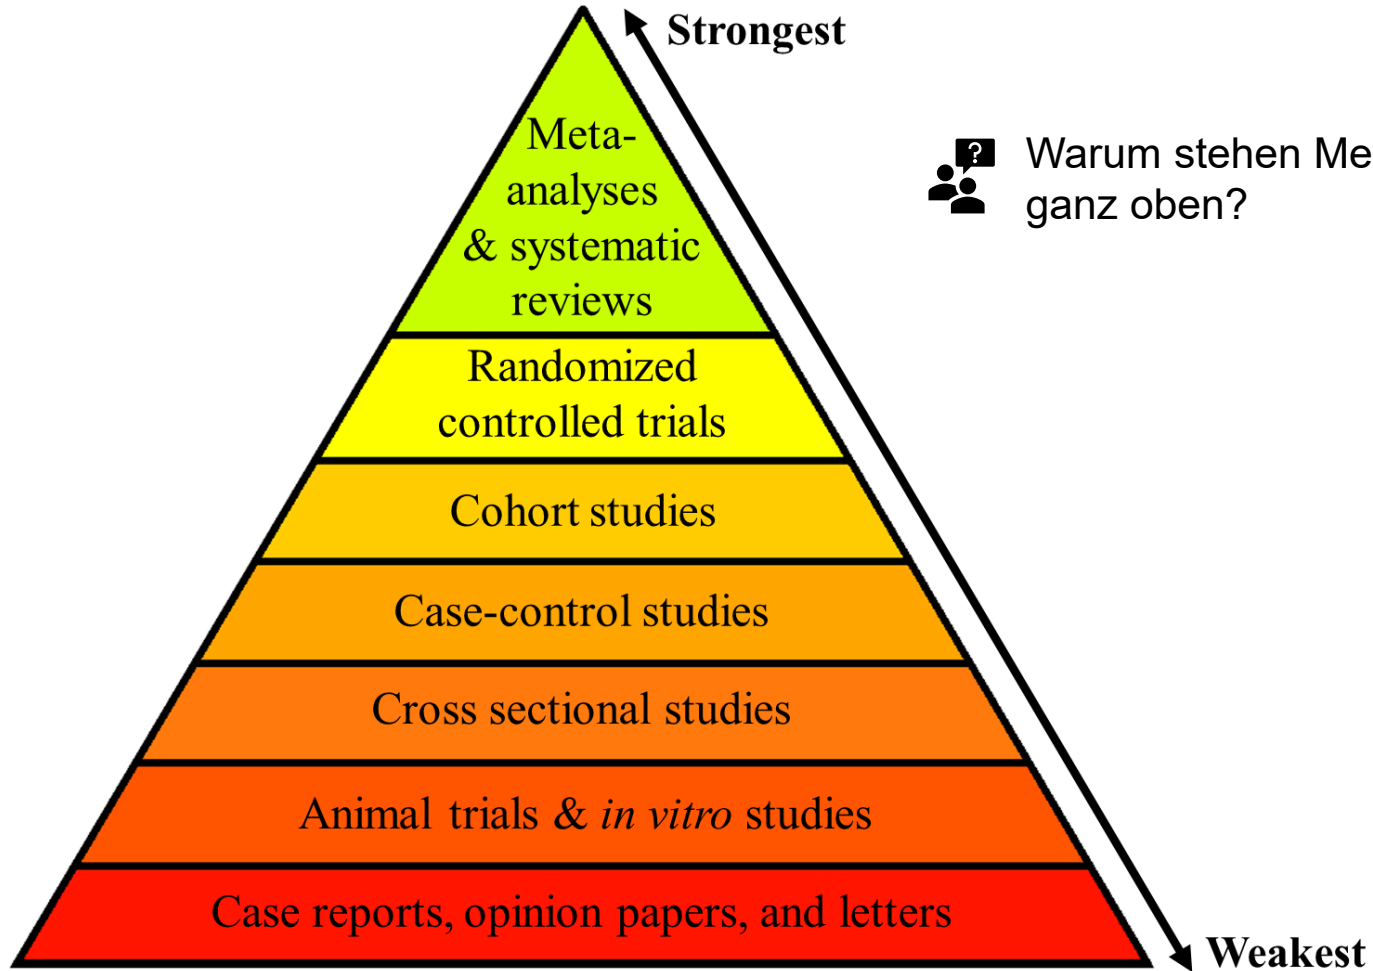 Strongest
Warum stehen Me
ganz oben?
?
Meta-
analyses
& systematic
reviews
Randomized
controlled trials
Cohort studies
Case-control studies
Cross sectional studies
Animal trials & in vitro studies
Case reports, opinion papers, and letters
Weakest